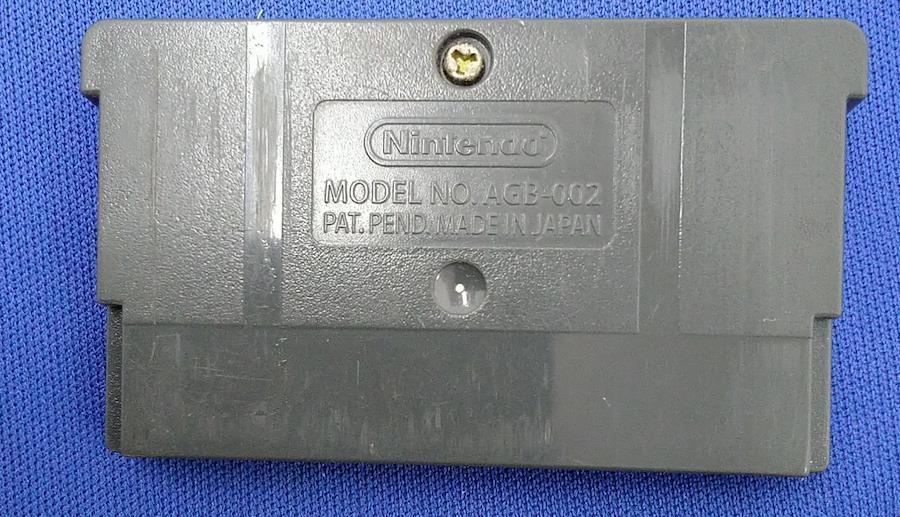 Nintendo
MODEL NO. AGB-002
PAT. PEND. MADE IN JAPAN